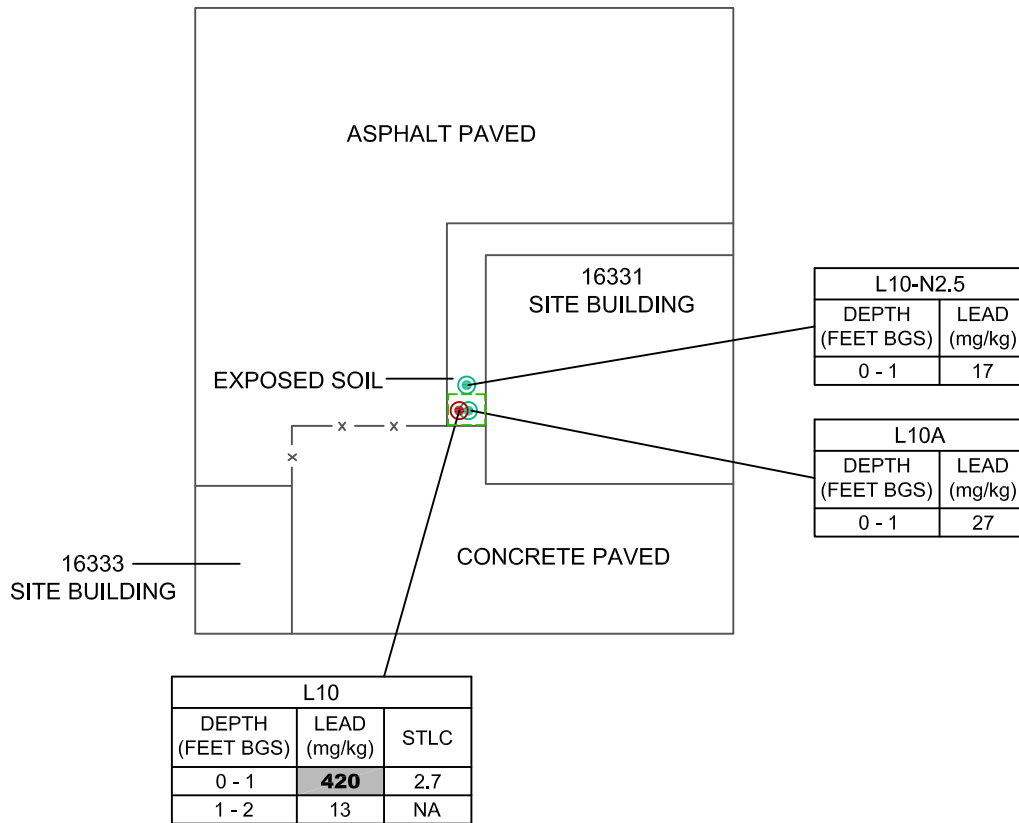 ASPHALT PAVED
16331
SITE BUILDING
L10-N2.5
DEPTH (FEET BGS) LEAD (mg/kg)
0 - 1 17
EXPOSED SOIL
x x
x
L10A
DEPTH (FEET BGS) LEAD (mg/kg)
0 - 1 27
16333
SITE BUILDING
CONCRETE PAVED
L10
DEPTH (FEET BGS) LEAD (mg/kg) STLC
0 - 1 420 2.7
1 - 2 13 NA